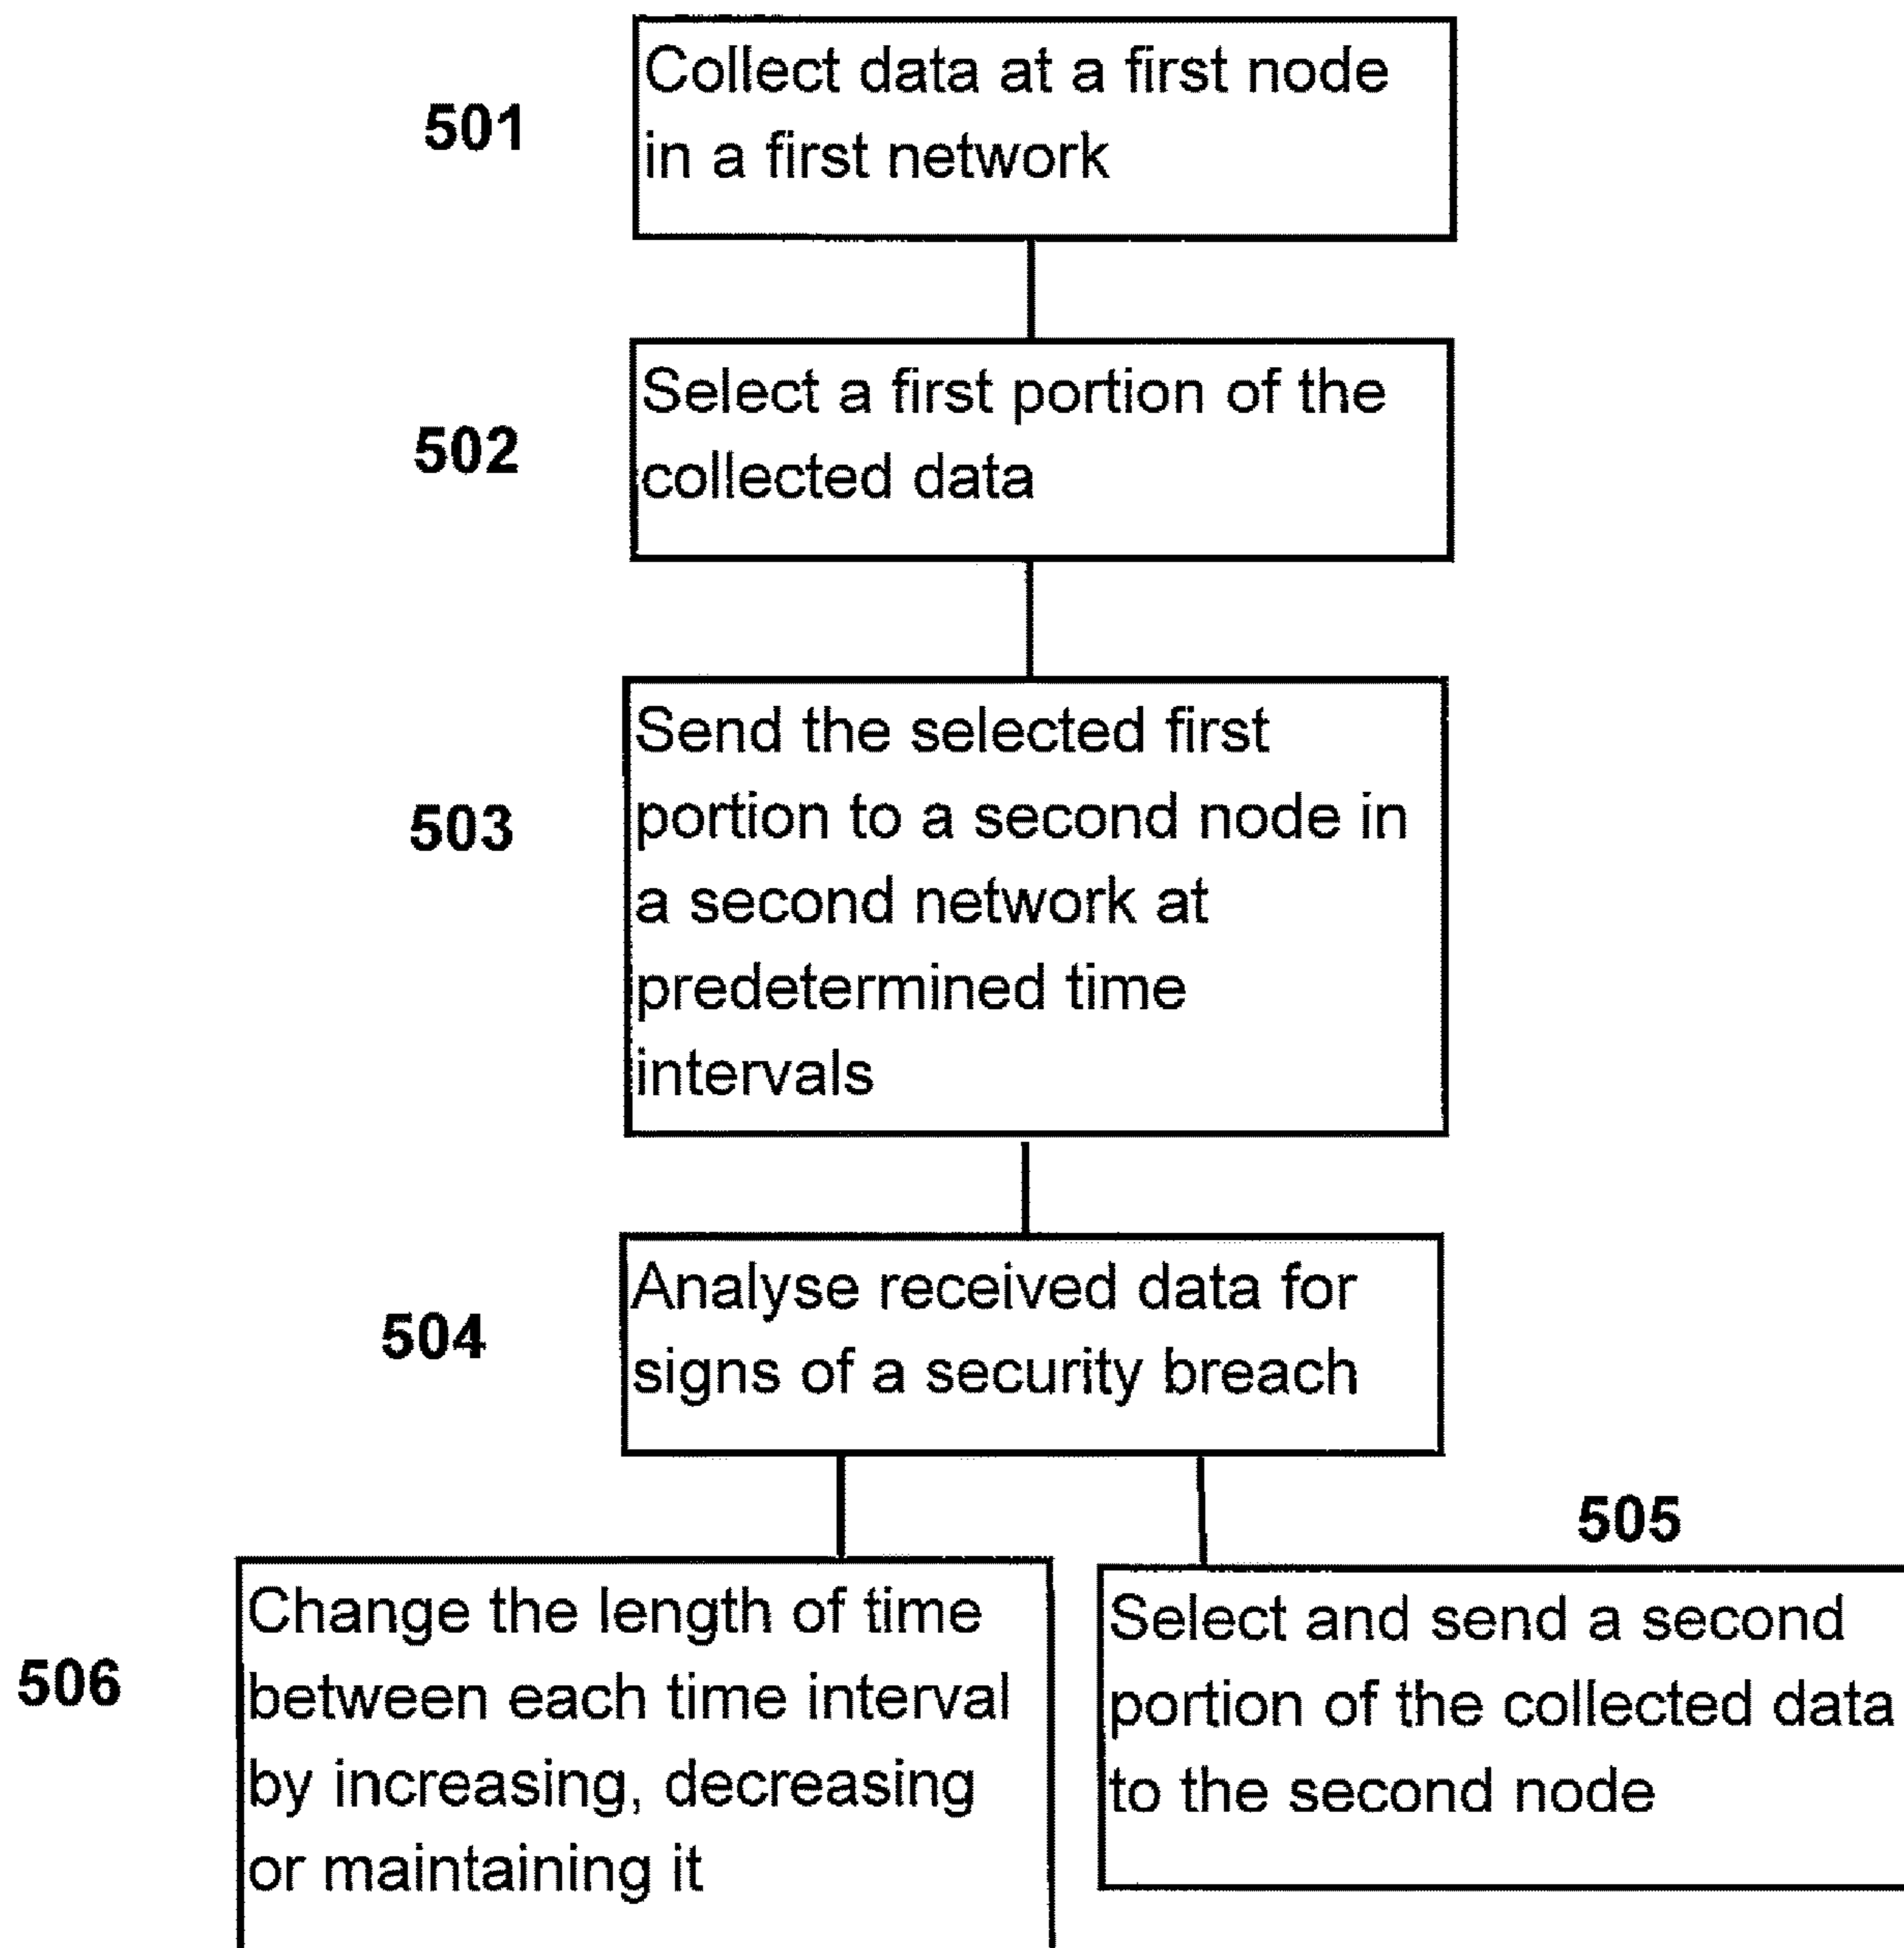 501
Collect data at a first node
in a first network
502
Select a first portion of the
collected data
503
Send the selected first
portion to a second node in
a second network at
predetermined time
intervals
504
Analyse received data for
signs of a security breach
505
506
Change the length of time
between each time interval
by increasing, decreasing
or maintaining it
Select and send a second
portion of the collected data
to the second node